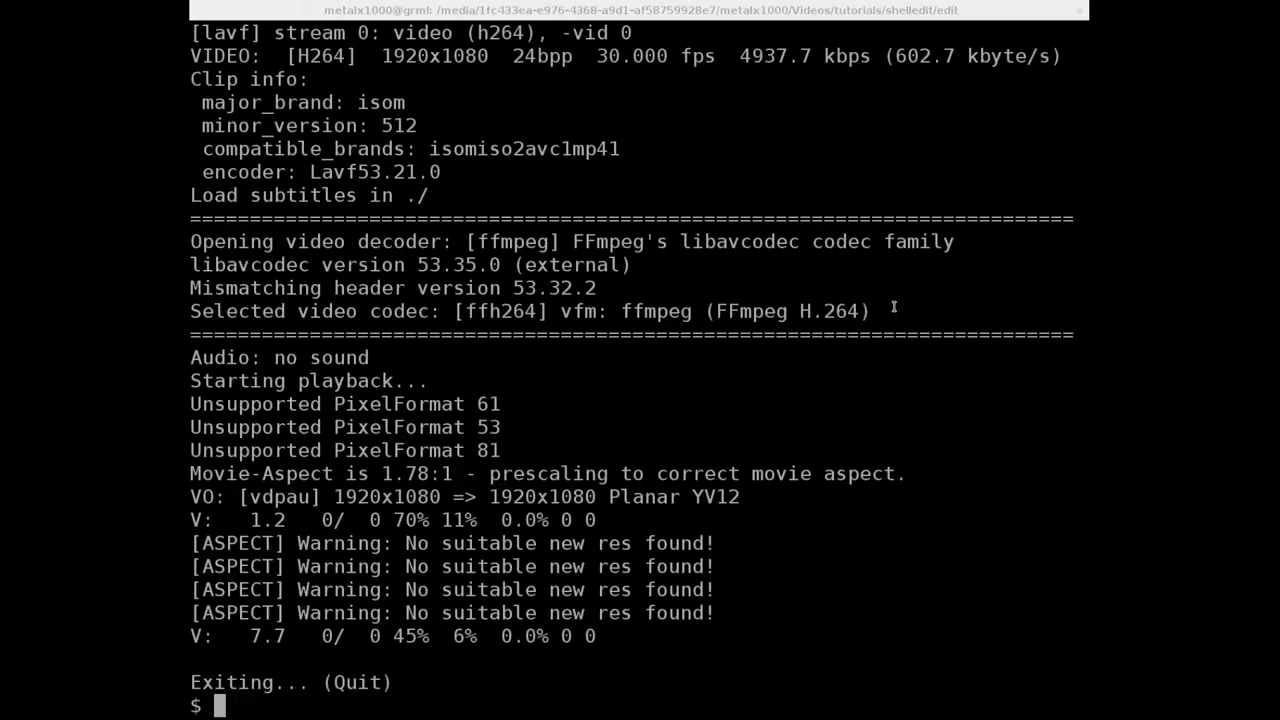 metalx1000@grml: /media/1fc433ea-e976-4368-a9d1-af58759928e7/metalx1000/Videos/tutorials/shelledit/edit
[lavf] stream 0: video (h264), -vid 0
VIDEO:  [H264]  1920x1080  24bpp  30.000 fps  4937.7 kbps (602.7 kbyte/s)
Clip info:
 major_brand: isom
 minor_version: 512
 compatible_brands: isomiso2avc1mp41
 encoder: Lavf53.21.0
Load subtitles in ./
==========================================================================
Opening video decoder: [ffmpeg] FFmpeg's libavcodec codec family
libavcodec version 53.35.0 (external)
Mismatching header version 53.32.2
Selected video codec: [ffh264] vfm: ffmpeg (FFmpeg H.264)
==========================================================================
Audio: no sound
Starting playback...
Unsupported PixelFormat 61
Unsupported PixelFormat 53
Unsupported PixelFormat 81
Movie-Aspect is 1.78:1 - prescaling to correct movie aspect.
VO: [vdpau] 1920x1080 => 1920x1080 Planar YV12
V:   1.2   0/  0 70% 11%  0.0% 0 0
[ASPECT] Warning: No suitable new res found!
[ASPECT] Warning: No suitable new res found!
[ASPECT] Warning: No suitable new res found!
[ASPECT] Warning: No suitable new res found!
V:   7.7   0/  0 45%  6%  0.0% 0 0
Exiting... (Quit)
$